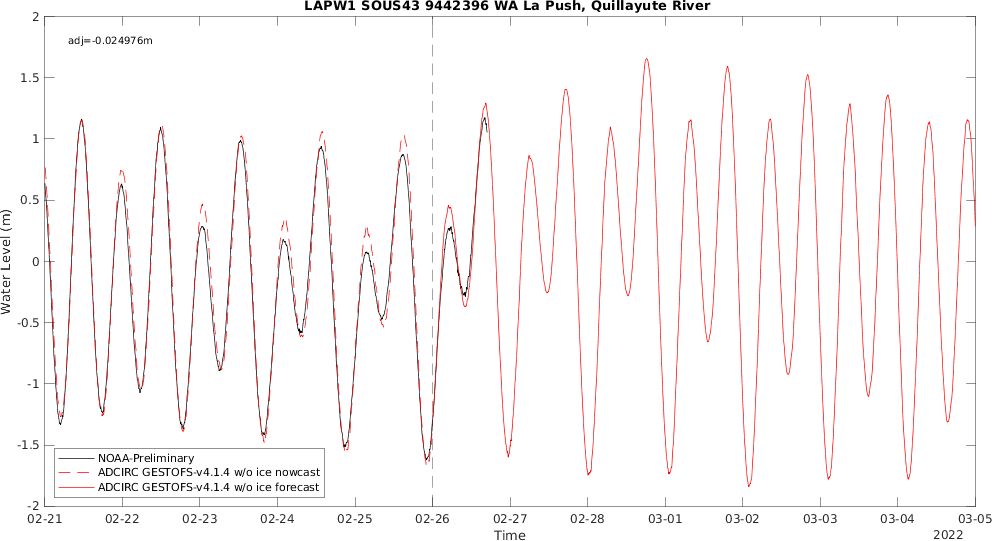 LAPW1 SOUS43 9442396 WA La Push, Quillayute River
adj=-0.024976m
Water Level (m)
2
1.5
1
0.5
0
-0.5
-1
-1.5
-2
NOAA-Preliminary
ADCIRC GESTOFS-v4.1.4 w/o ice nowcast
ADCIRC GESTOFS-v4.1.4 w/o ice forecast
02-21 02-22 02-23 02-24 02-25 02-26 02-27 02-28 03-01 03-02 03-03 03-04 03-05
Time
2022